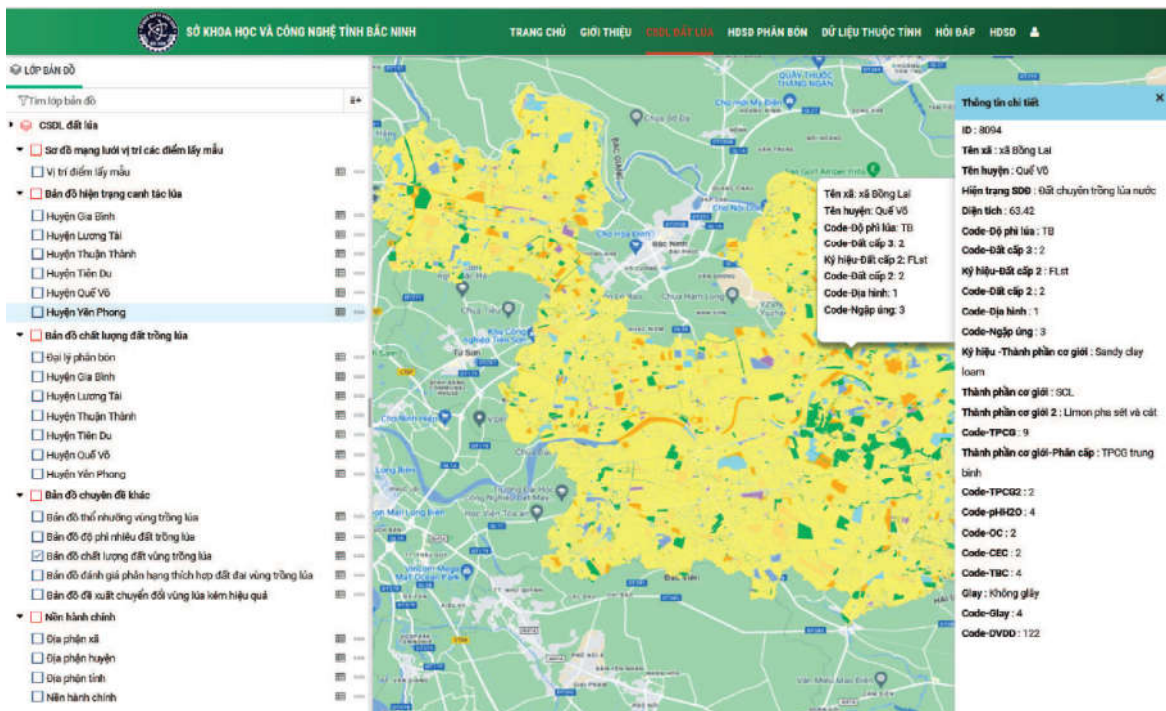 SỞ KHOA HỌC VÀ CÔNG NGHỆ TỈNH BẮC NINH
TRANG CHỦ GIỚI THIỆU CSDL ĐẤT LÚA HDSD PHÂN BÓN DỮ LIỆU THUỘC TÍNH HỎI ĐÁP HDSD
LỚP BẢN ĐỒ
Tìm lớp bản đồ
CSDL đất lúa
Sơ đồ mạng lưới vị trí các điểm lấy mẫu
Vị trí điểm lấy mẫu
Bản đồ hiện trạng canh tác lúa
Huyện Gia Bình
Huyện Lương Tài
Huyện Thuận Thành
Huyện Tiên Du
Huyện Quế Võ
Huyện Yên Phong
Bản đồ chất lượng đất trồng lúa
Đại lý phân bón
Huyện Gia Bình
Huyện Lương Tài
Huyện Thuận Thành
Huyện Tiên Du
Huyện Quế Võ
Huyện Yên Phong
Bản đồ chuyên đề khác
Bản đồ thổ nhưỡng vùng trồng lúa
Bản đồ độ phì nhiêu đất trồng lúa
Bản đồ chất lượng đất vùng trồng lúa
Bản đồ đánh giá phân hạng thích hợp đất đai vùng trồng lúa
Bản đồ đề xuất chuyển đổi vùng lúa kém hiệu quả
Nền hành chính
Địa phận xã
Địa phận huyện
Địa phận tỉnh
Nền hành chính
Bắc Ninh
Từ Sơn
Long Biên
Tên xã: xã Bồng Lai
Tên huyện: Quế Võ
Code-Độ phì lúa: TB
Code-Đất cấp 3: 2
Ký hiệu-Đất cấp 2: FLst
Code-Đất cấp 2: 2
Code-Địa hình: 1
Code-Ngập úng: 3
Thông tin chi tiết
×
ID : 8094
Tên xã : xã Bồng Lai
Tên huyện : Quế Võ
Hiện trạng SDĐ : Đất chuyên trồng lúa nước
Diện tích : 63.42
Code-Độ phì lúa : TB
Code-Đất cấp 3 : 2
Ký hiệu-Đất cấp 2 : FLst
Code-Đất cấp 2 : 2
Code-Địa hình : 1
Code-Ngập úng : 3
Ký hiệu -Thành phần cơ giới : Sandy clay
loam
Thành phần cơ giới : SCL
Thành phần cơ giới 2 : Limon pha sét và cát
Code-TPCG : 9
Thành phần cơ giới-Phân cấp : TPCG trung
bình
Code-TPCG2 : 2
Code-pHH2O : 4
Code-OC : 2
Code-CEC : 2
Code-TBC : 4
Glay : Không glây
Code-Glay : 4
Code-DVDD : 122